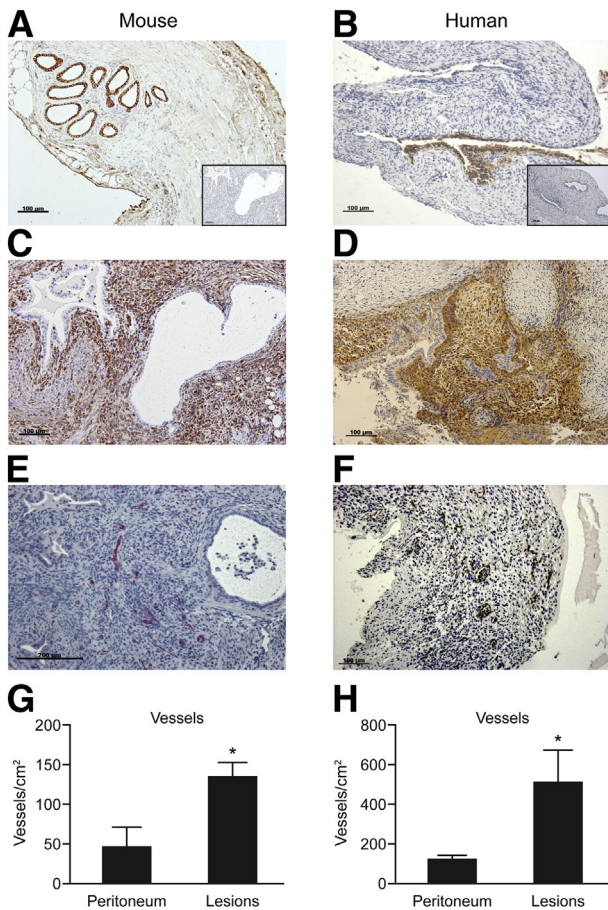 A Mouse
B Human
100 µm
100 µm
C
D
100 µm
100 µm
E
F
200 µm
100 µm
G
H
Vessels
Vessels
Vessels/cm²
200
150
100
50
0
*
Peritoneum Lesions
Vessels/cm²
800
600
400
200
0
*
Peritoneum Lesions